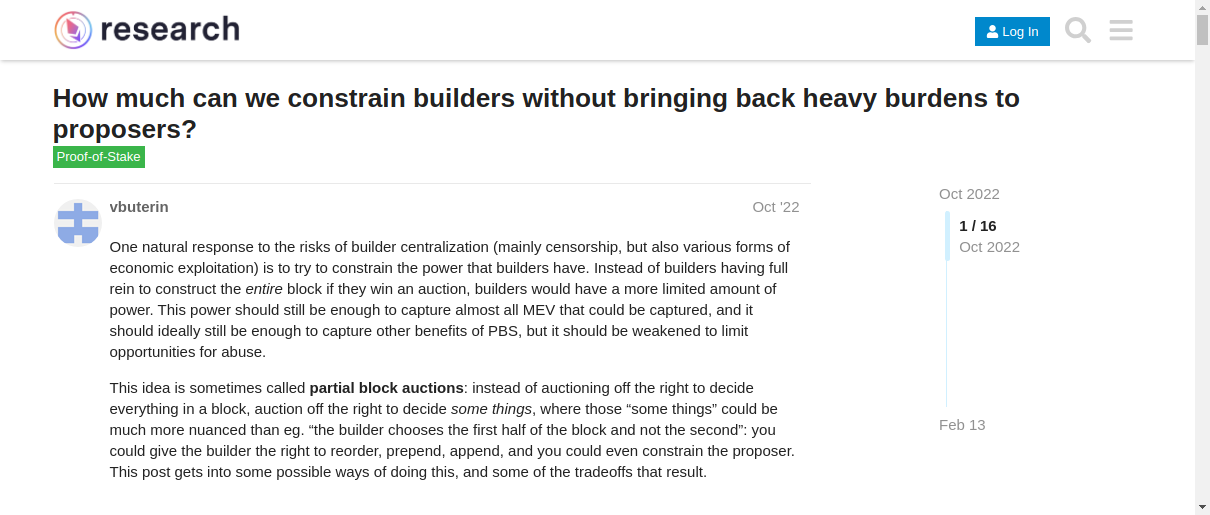 research
Log In
How much can we constrain builders without bringing back heavy burdens to
proposers?
Proof-of-Stake
vbuterin
Oct '22
One natural response to the risks of builder centralization (mainly censorship, but also various forms of
economic exploitation) is to try to constrain the power that builders have. Instead of builders having full
rein to construct the entire block if they win an auction, builders would have a more limited amount of
power. This power should still be enough to capture almost all MEV that could be captured, and it
should ideally still be enough to capture other benefits of PBS, but it should be weakened to limit
opportunities for abuse.
This idea is sometimes called partial block auctions: instead of auctioning off the right to decide
everything in a block, auction off the right to decide some things, where those “some things” could be
much more nuanced than eg. “the builder chooses the first half of the block and not the second”: you
could give the builder the right to reorder, prepend, append, and you could even constrain the proposer.
This post gets into some possible ways of doing this, and some of the tradeoffs that result.
Oct 2022
1 / 16
Oct 2022
Feb 13